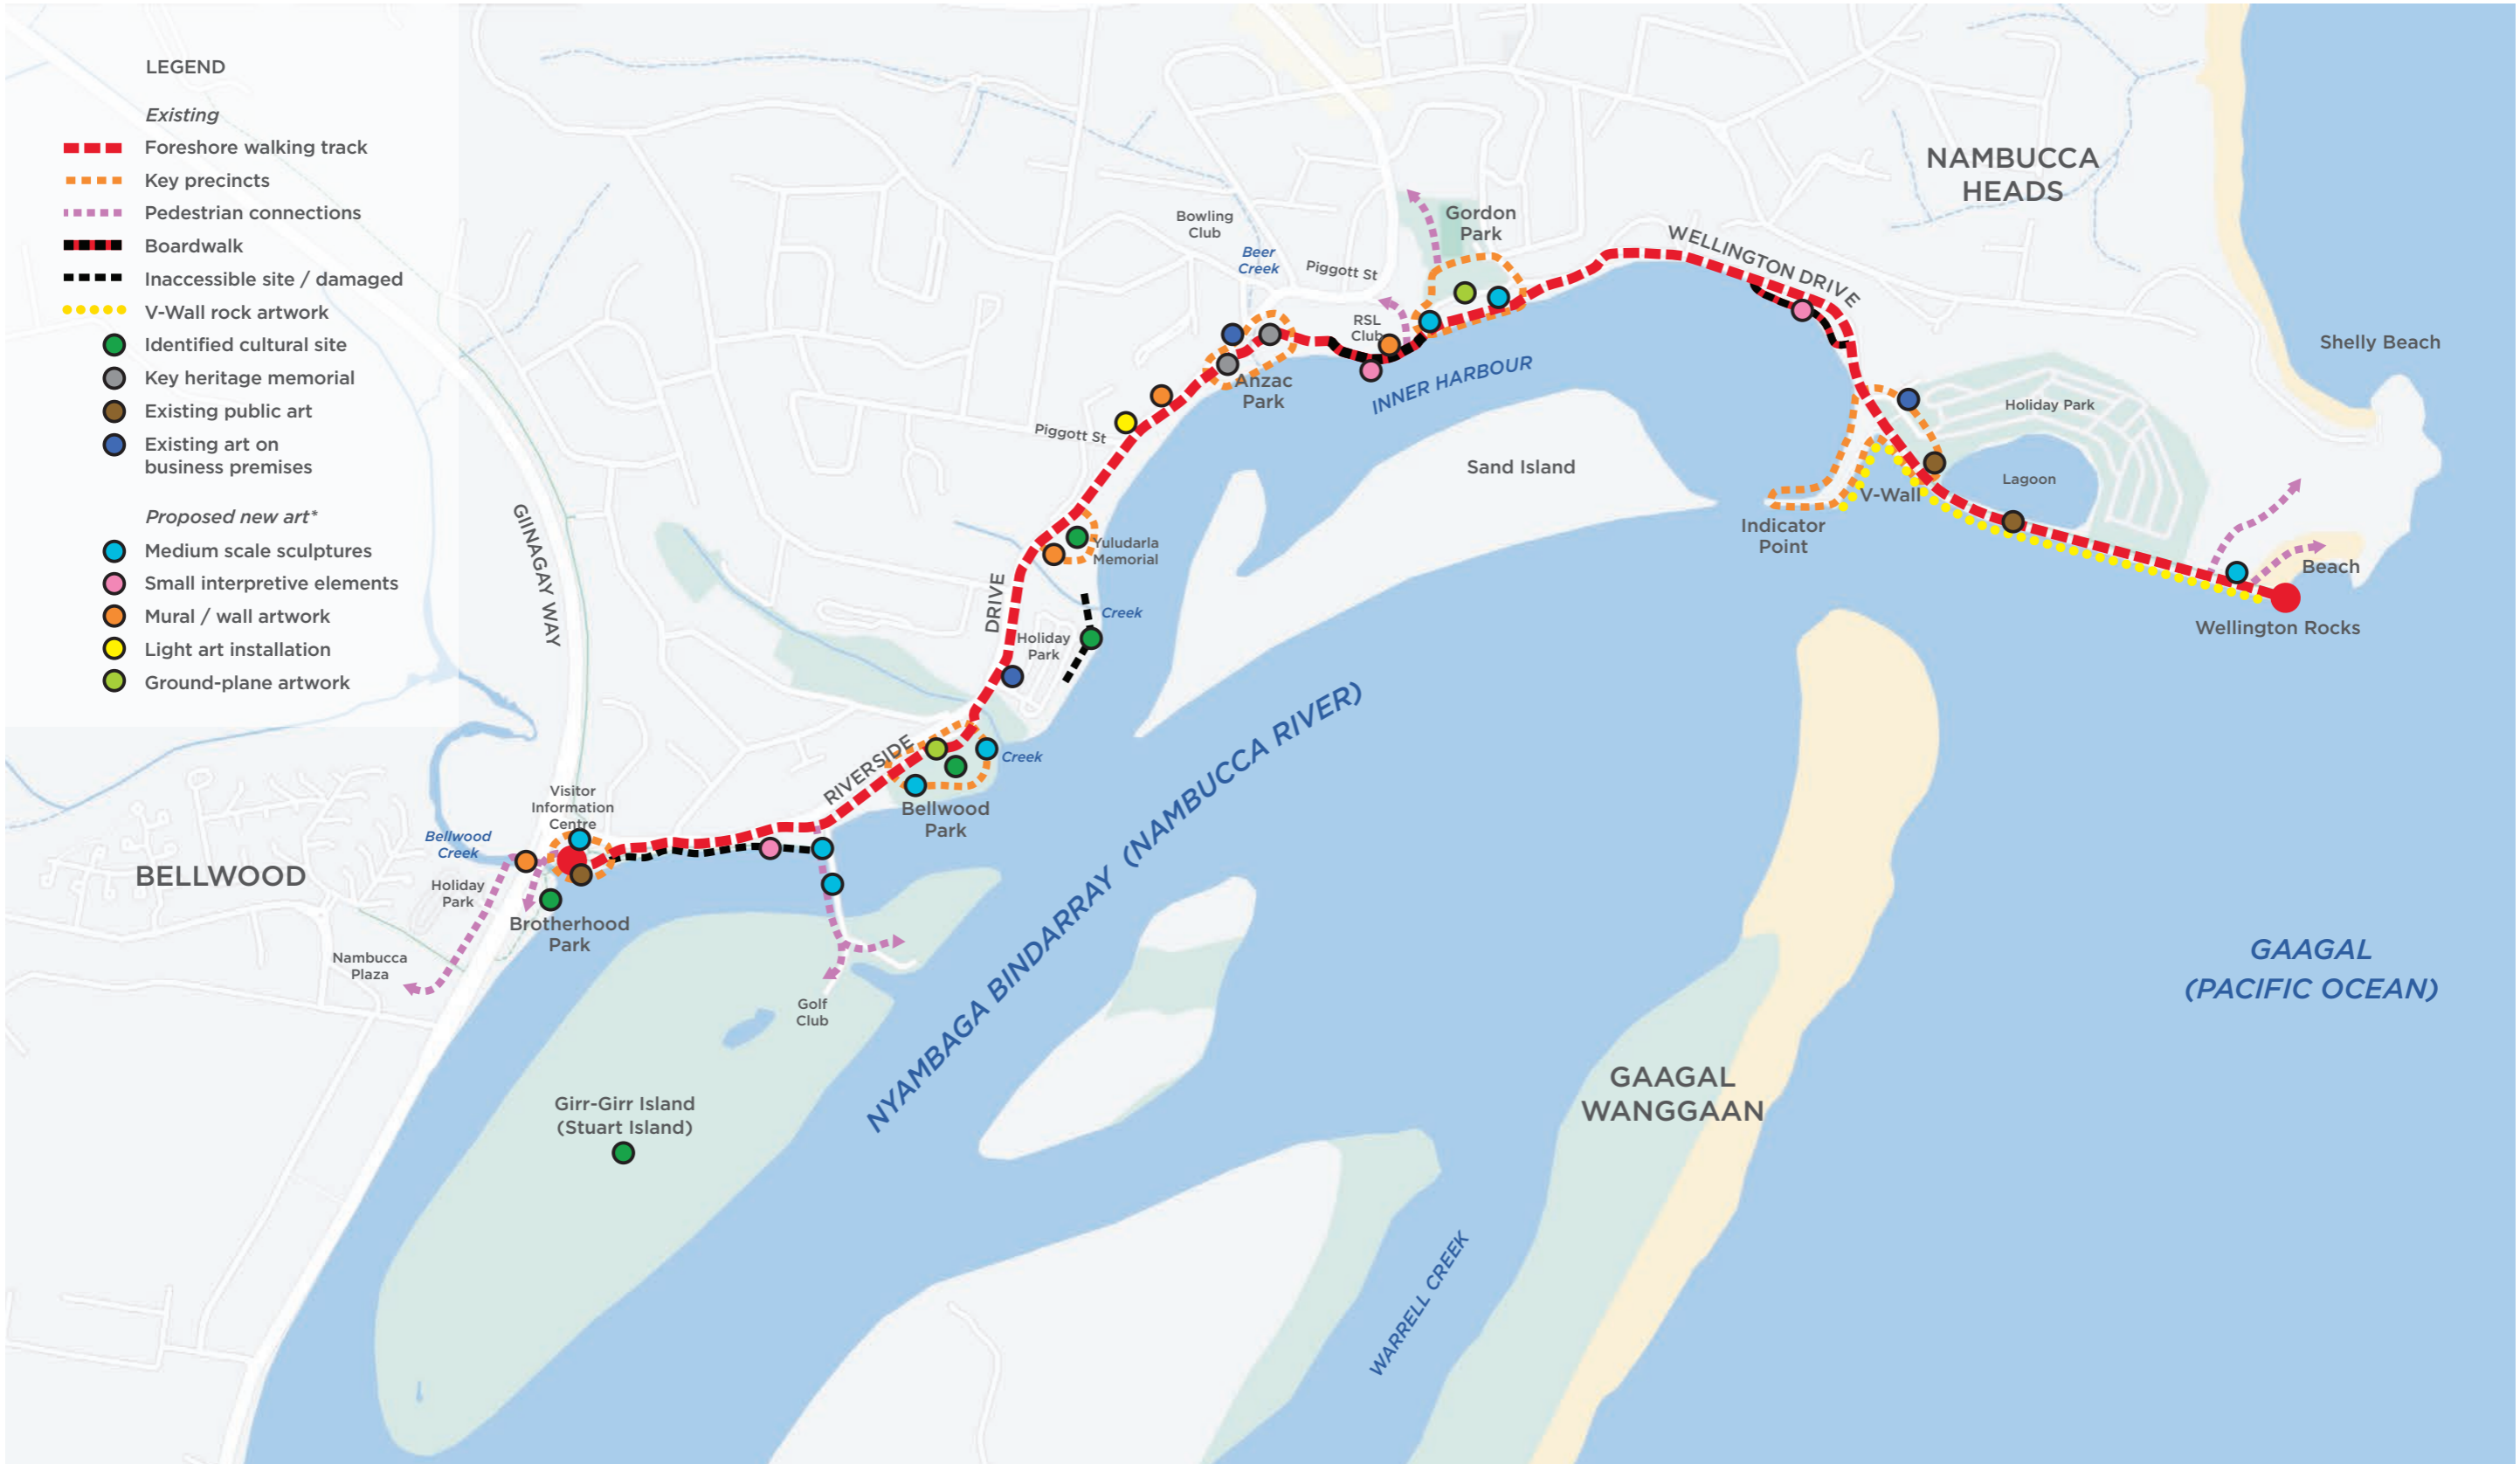 LEGEND
Existing
Foreshore walking track
Key precincts
Pedestrian connections
Boardwalk
Inaccessible site / damaged
V-Wall rock artwork
Identified cultural site
Key heritage memorial
Existing public art
Existing art on
business premises
Proposed new art*
Medium scale sculptures
Small interpretive elements
Mural / wall artwork
Light art installation
Ground-plane artwork
NAMBUCCA
HEADS
Bowling
Club
Beer
Creek
Piggott St
Gordon
Park
WELLINGTON DRIVE
RSL
Club
Anzac
Park
INNER HARBOUR
Shelly Beach
Holiday Park
Piggott St
Sand Island
Lagoon
V-Wall
Indicator
Point
Beach
Wellington Rocks
GIINAGAY WAY
Yuludarla
Memorial
Creek
DRIVE
Holiday
Park
RIVERSIDE
Creek
Bellwood
Park
Visitor
Information
Centre
Bellwood
Creek
BELLWOOD
Holiday
Park
Brotherhood
Park
Nambucca
Plaza
Golf
Club
NYAMBAGA BINDARRAY (NAMBUCCA RIVER)
GAAGAL
(PACIFIC OCEAN)
Girr-Girr Island
(Stuart Island)
GAAGAL
WANGGAAN
WARRELL CREEK